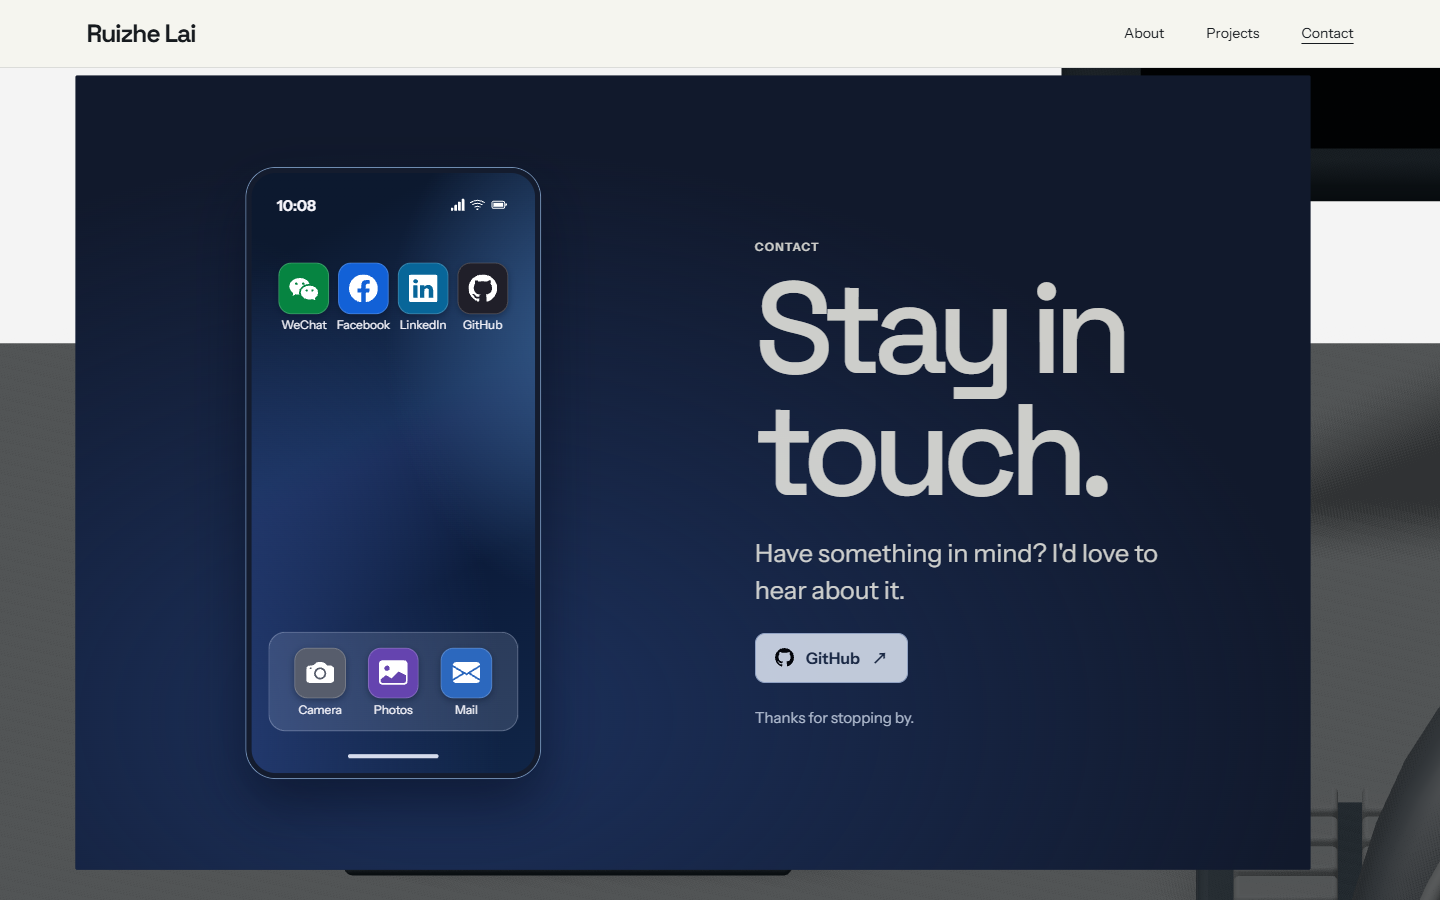 Ruizhe Lai
About
Projects
Contact
10:08
WeChat
Facebook
LinkedIn
GitHub
Camera
Photos
Mail
CONTACT
Stay in
touch.
Have something in mind? I'd love to
hear about it.
GitHub ↗
Thanks for stopping by.